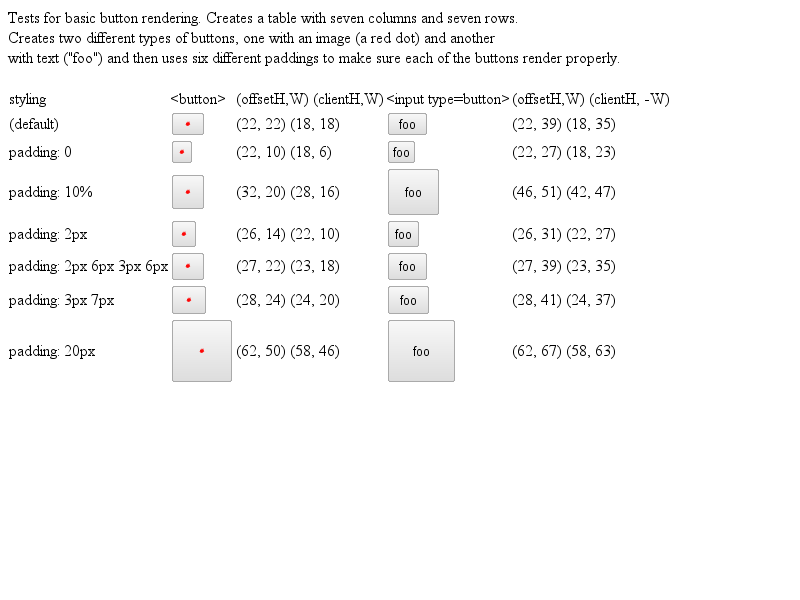 Tests for basic button rendering. Creates a table with seven columns and seven rows.
Creates two different types of buttons, one with an image (a red dot) and another
with text ("foo") and then uses six different paddings to make sure each of the buttons render properly.
styling <button> (offsetH,W) (clientH,W) <input type=button> (offsetH,W) (clientH, -W)
(default) (22, 22) (18, 18) foo (22, 39) (18, 35)
padding: 0 (22, 10) (18, 6) foo (22, 27) (18, 23)
padding: 10% (32, 20) (28, 16) foo (46, 51) (42, 47)
padding: 2px (26, 14) (22, 10) foo (26, 31) (22, 27)
padding: 2px 6px 3px 6px (27, 22) (23, 18) foo (27, 39) (23, 35)
padding: 3px 7px (28, 24) (24, 20) foo (28, 41) (24, 37)
padding: 20px (62, 50) (58, 46) foo (62, 67) (58, 63)